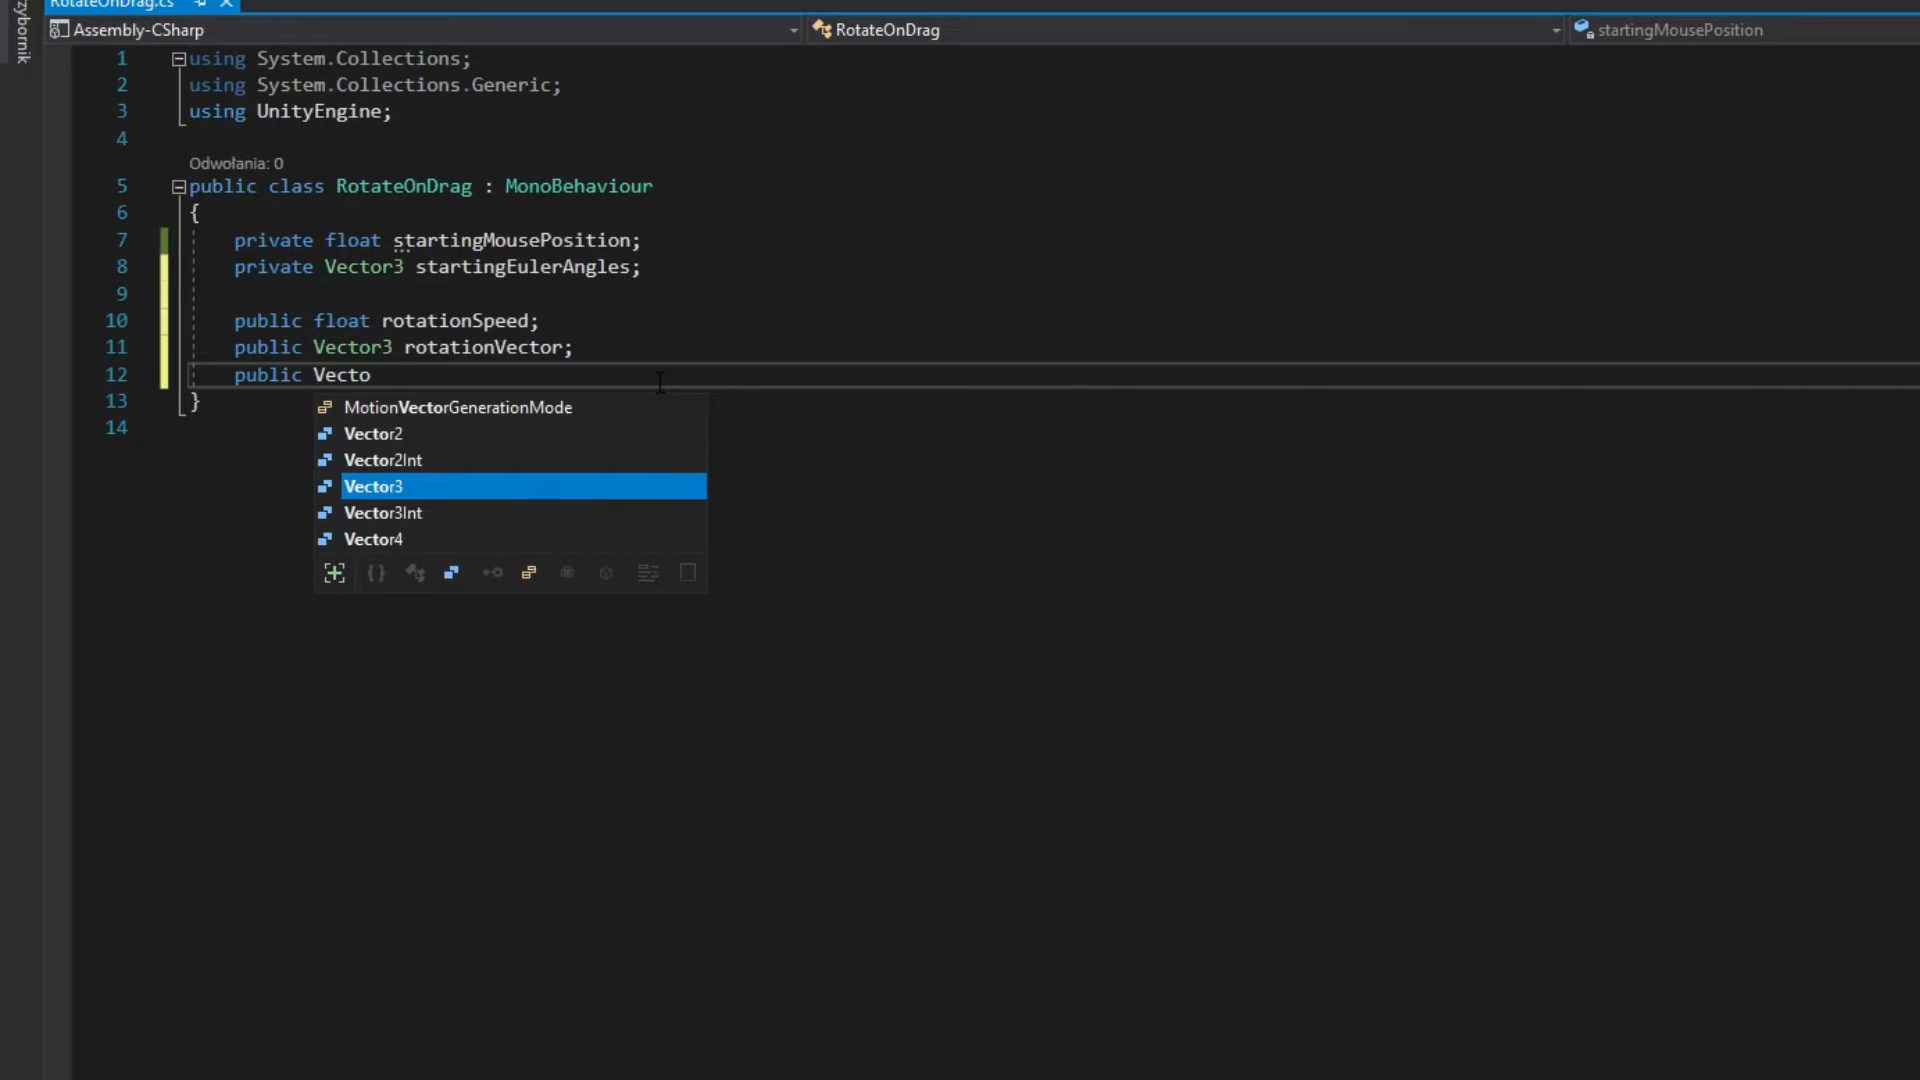 RotateOnDrag.cs
zybornik
Assembly-CSharp
RotateOnDrag
startingMousePosition
1 using System.Collections;
2 using System.Collections.Generic;
3 using UnityEngine;
4
Odwołania: 0
5 public class RotateOnDrag : MonoBehaviour
6 {
7 private float startingMousePosition;
8 private Vector3 startingEulerAngles;
9
10 public float rotationSpeed;
11 public Vector3 rotationVector;
12 public Vecto
13 }
14
MotionVectorGenerationMode
Vector2
Vector2Int
Vector3
Vector3Int
Vector4